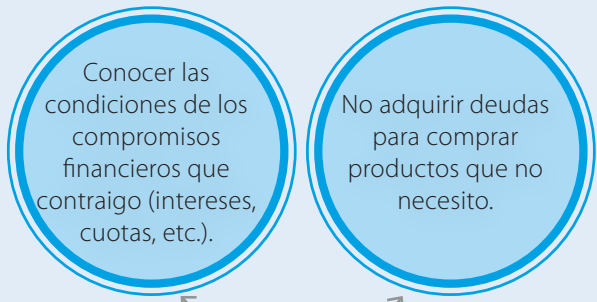 Conocer las
condiciones de los
compromisos
financieros que
contraigo (intereses,
cuotas, etc.).
No adquirir deudas
para comprar
productos que no
necesito.